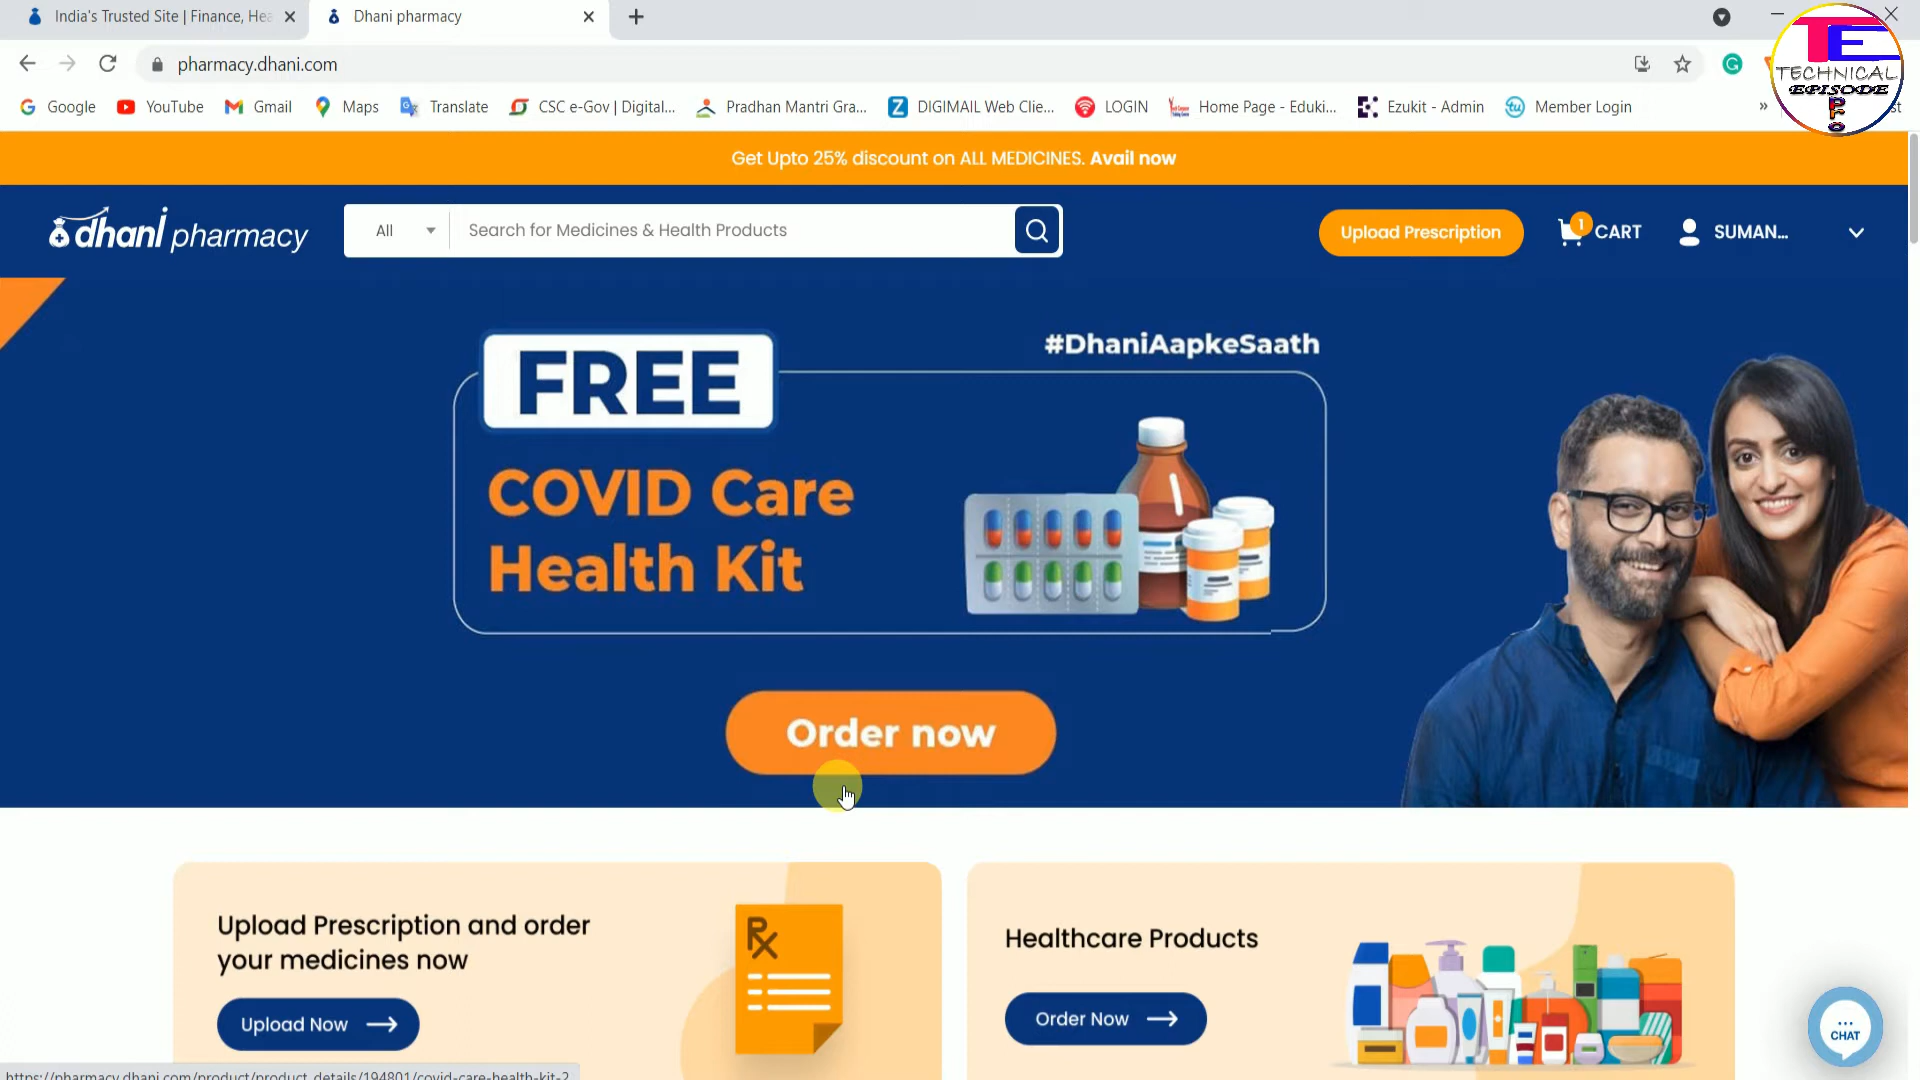 India's Trusted Site | Finance, Hea
Dhani pharmacy
pharmacy.dhani.com
Google YouTube Gmail Maps Translate CSC e-Gov | Digital... Pradhan Mantri Gra... DIGIMAIL Web Clie... LOGIN Home Page - Eduki... Ezukit - Admin Member Login »
TE
TECHNICAL
EPISODE
Pro
Get Upto 25% discount on ALL MEDICINES. Avail now
dhani pharmacy
All
Search for Medicines & Health Products
Upload Prescription
1
CART
SUMAN...
#DhaniAapkeSaath
FREE
COVID Care
Health Kit
Order now
Upload Prescription and order
your medicines now
Rx
Upload Now
Healthcare Products
Order Now
CHAT
https://pharmacy.dhani.com/product/product_details/194801/covid-care-health-kit-2